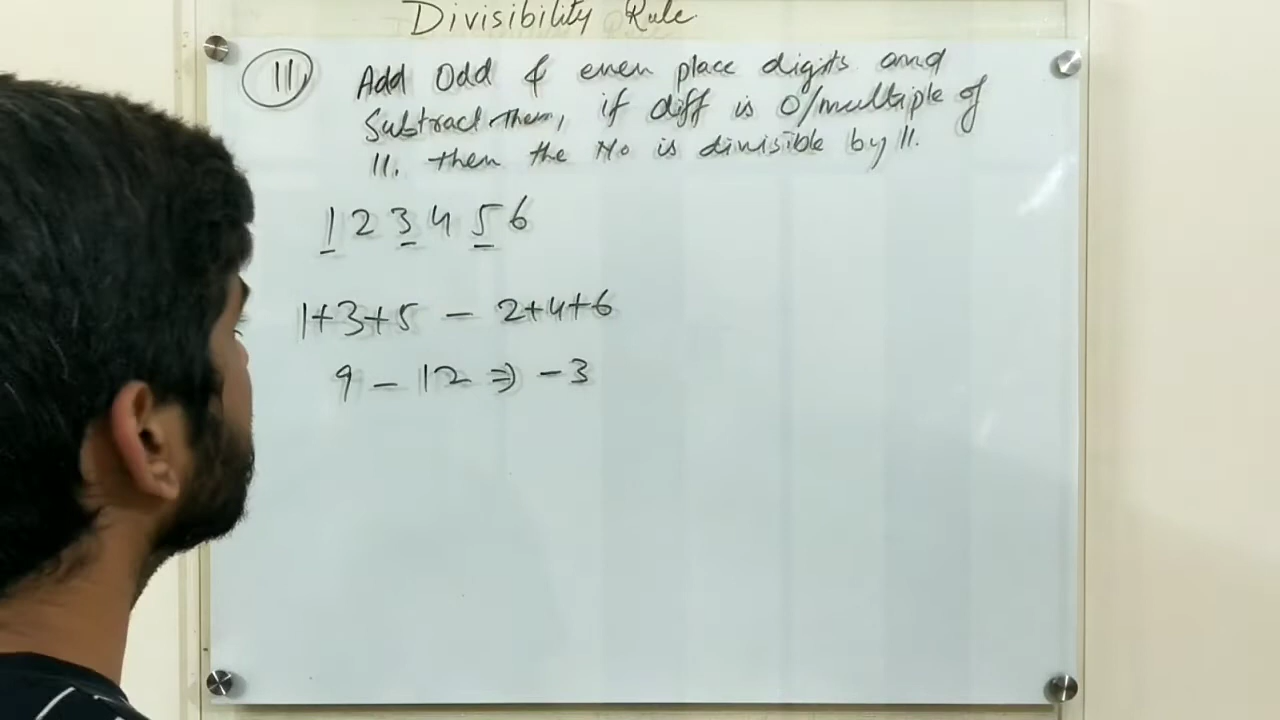 Divisibility Rule
11 Add Odd & even place digits and
Subtract them, if diff is 0/multiple of
11. then the No is divisible by 11.
1 2 3 4 5 6
1+3+5 - 2+4+6
9 - 12 ⇒ -3